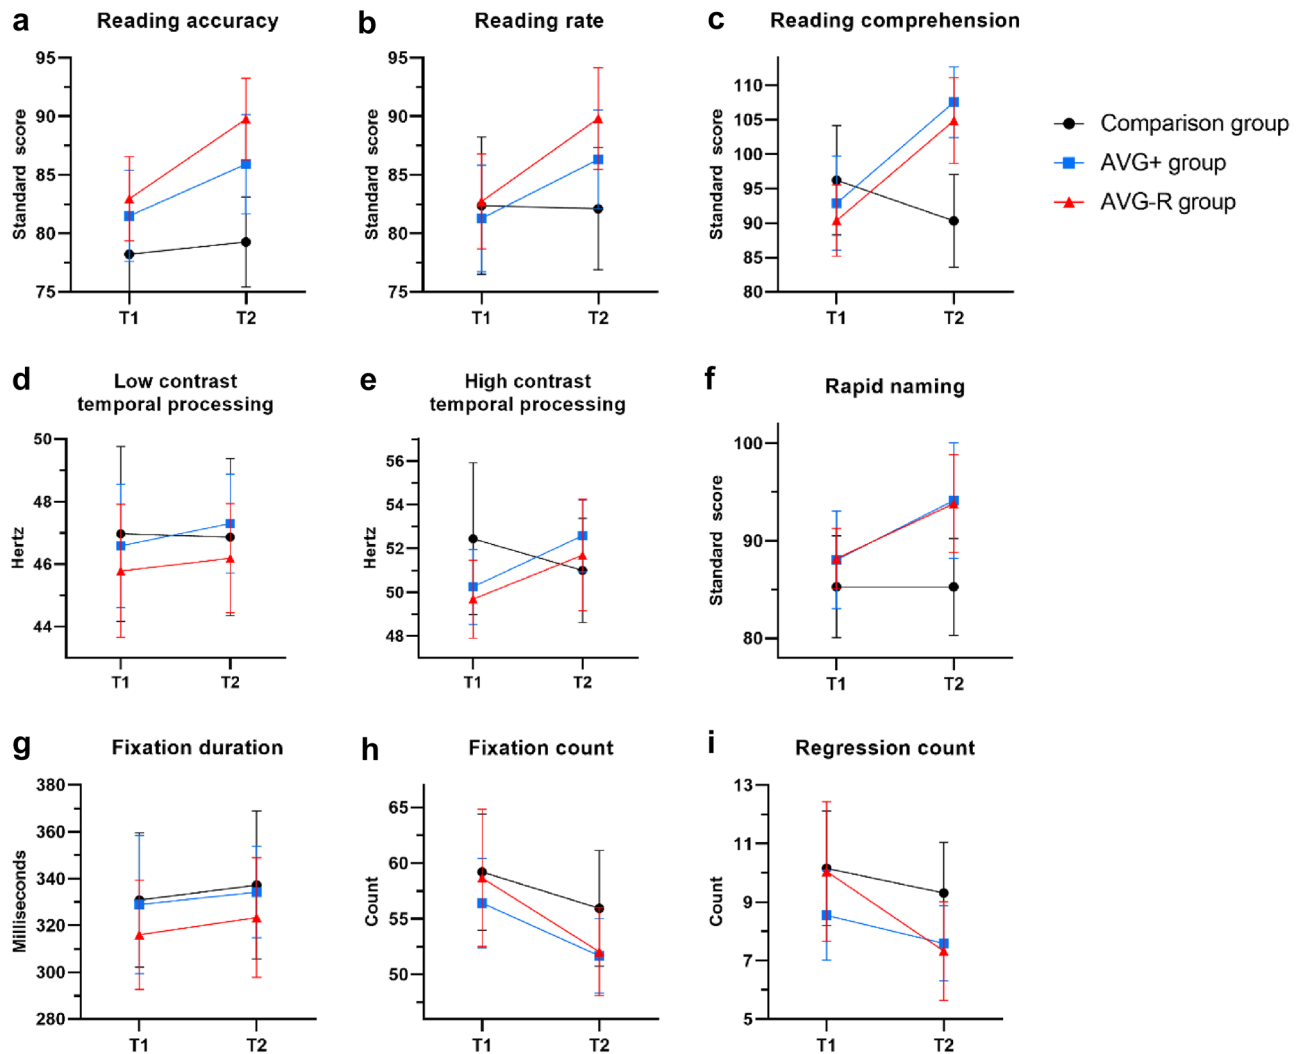 a
Reading accuracy
95
90
85
80
75
Standard score
T1
T2
b
Reading rate
95
90
85
80
75
Standard score
T1
T2
c
Reading comprehension
110
105
100
95
90
85
80
Standard score
T1
T2
Comparison group
AVG+ group
AVG-R group
d
Low contrast
temporal processing
50
48
46
44
Hertz
T1
T2
e
High contrast
temporal processing
56
54
52
50
48
Hertz
T1
T2
f
Rapid naming
100
90
80
Standard score
T1
T2
g
Fixation duration
380
360
340
320
300
280
Milliseconds
T1
T2
h
Fixation count
65
60
55
50
Count
T1
T2
i
Regression count
13
11
9
7
5
Count
T1
T2